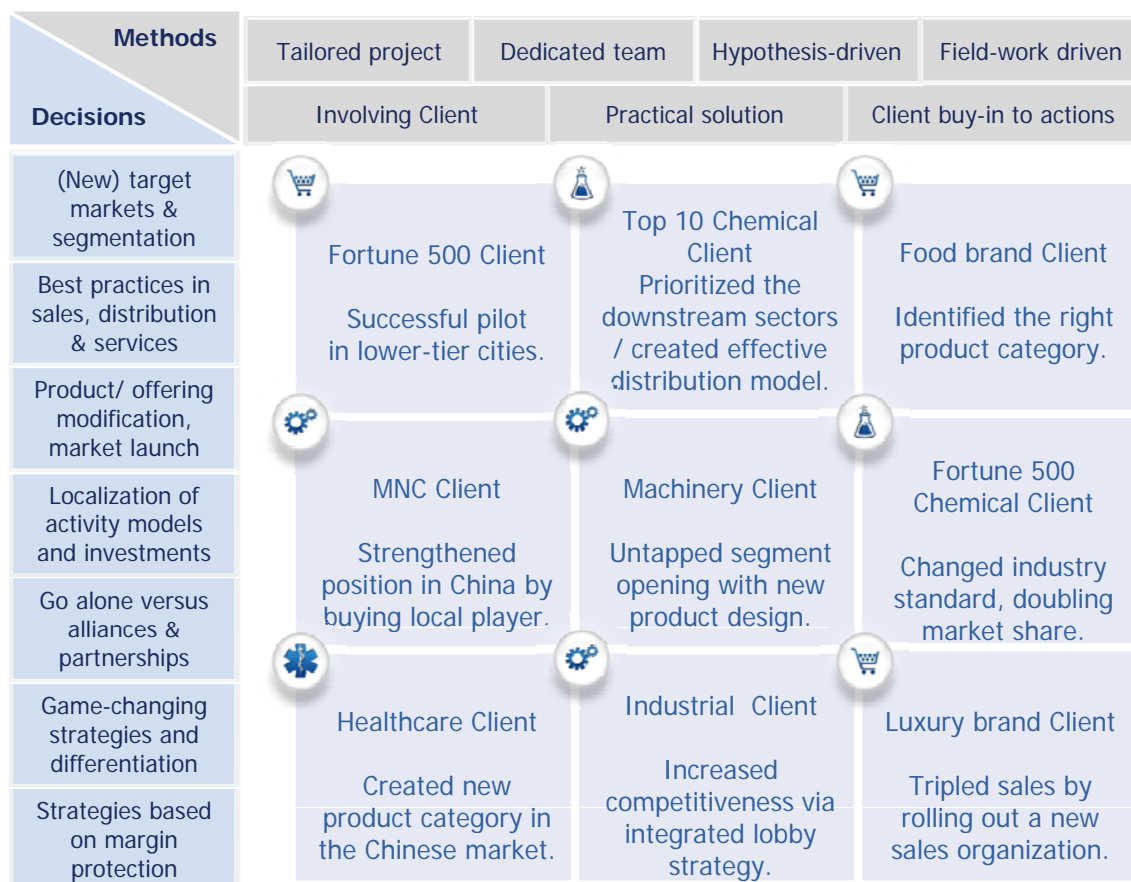 Methods
Decisions
Tailored project
Dedicated team
Hypothesis-driven
Field-work driven
Involving Client
Practical solution
Client buy-in to actions
(New) target
markets &
segmentation
Best practices in
sales, distribution
& services
Product/ offering
modification,
market launch
Localization of
activity models
and investments
Go alone versus
alliances &
partnerships
Game-changing
strategies and
differentiation
Strategies based
on margin
protection
Fortune 500 Client
Successful pilot
in lower-tier cities.
Top 10 Chemical
Client
Prioritized the
downstream sectors
/ created effective
distribution model.
Food brand Client
Identified the right
product category.
MNC Client
Strengthened
position in China by
buying local player.
Machinery Client
Untapped segment
opening with new
product design.
Fortune 500
Chemical Client
Changed industry
standard, doubling
market share.
Healthcare Client
Created new
product category in
the Chinese market.
Industrial Client
Increased
competitiveness via
integrated lobby
strategy.
Luxury brand Client
Tripled sales by
rolling out a new
sales organization.